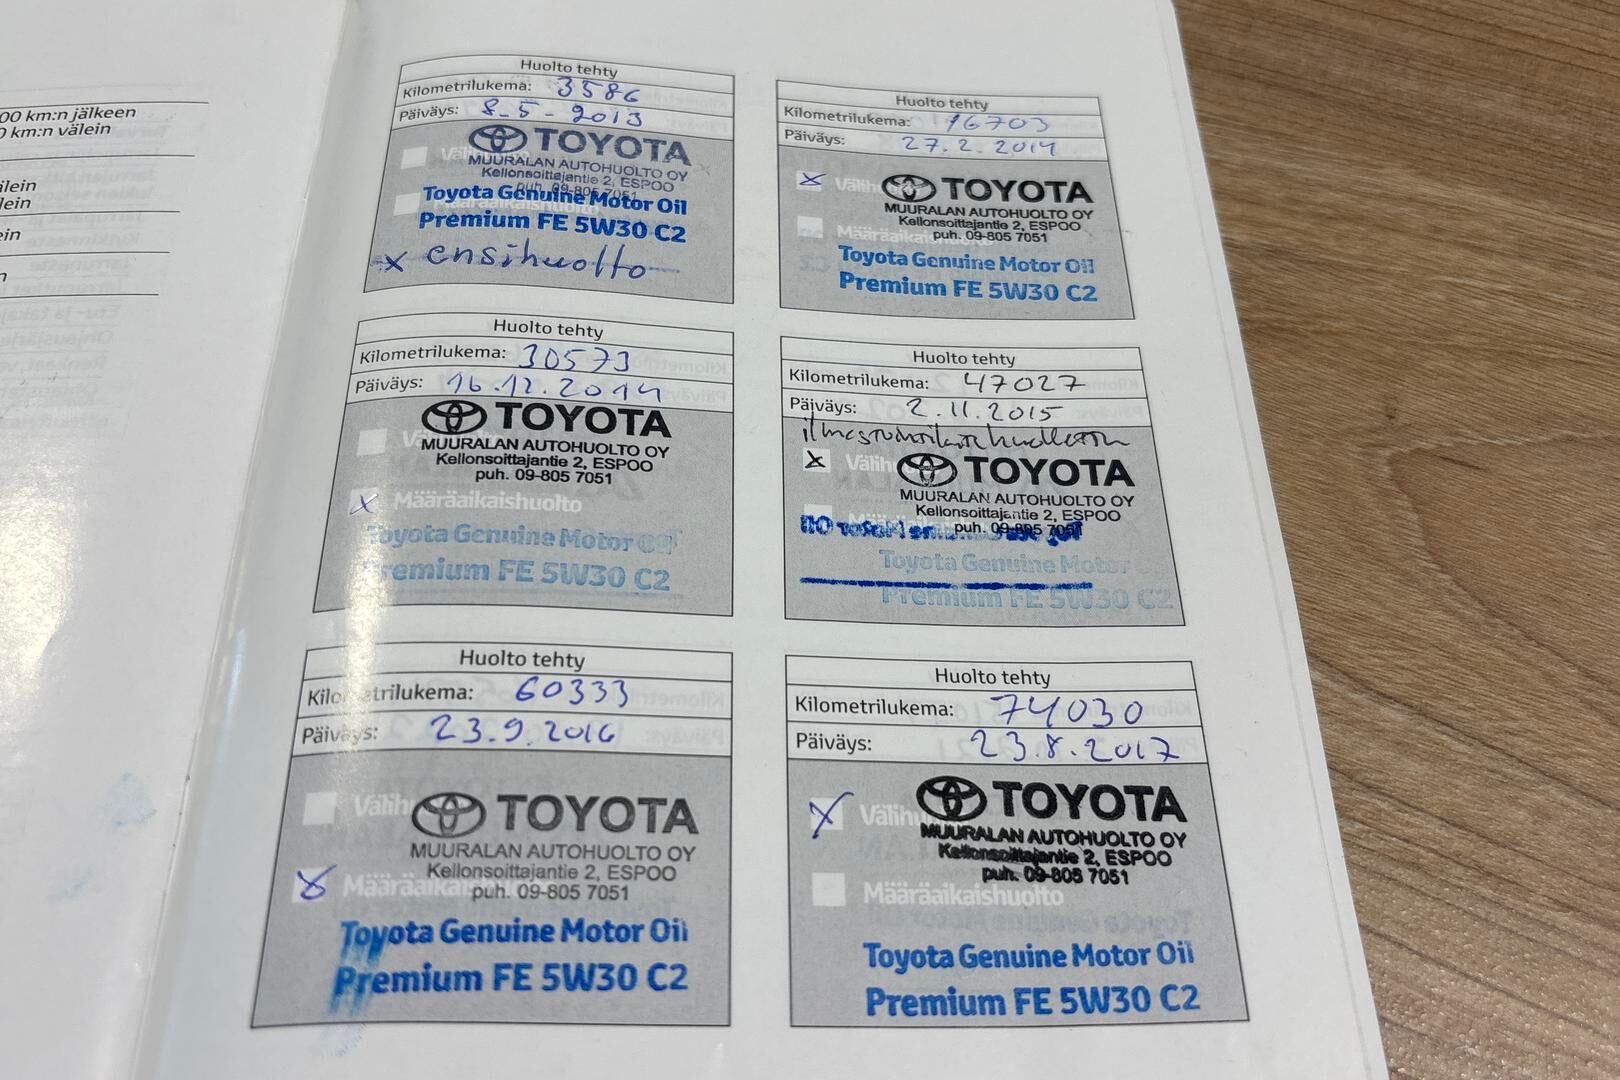 00 km:n jälkeen
0 km:n välein
älein
lein
ein
n
Huolto tehty
Kilometrilukema: 3586
Päiväys: 8-5-2013
TOYOTA
MUURALAN AUTOHUOLTO OY
Kellonsoittajantie 2, ESPOO
puh. 09-805 7051
Toyota Genuine Motor Oil
Premium FE 5W30 C2
x ensihuolto
Huolto tehty
Kilometrilukema: 16703
Päiväys: 27.2.2014
x Välihu
TOYOTA
MUURALAN AUTOHUOLTO OY
Kellonsoittajantie 2, ESPOO
Määräaikaishuolto
puh. 09-805 7051
Toyota Genuine Motor Oil
Premium FE 5W30 C2
Huolto tehty
Kilometrilukema: 30573
Päiväys: 16.12.2014
TOYOTA
MUURALAN AUTOHUOLTO OY
Kellonsoittajantie 2, ESPOO
puh. 09-805 7051
x Määräaikaishuolto
Toyota Genuine Motor Oil
Premium FE 5W30 C2
Huolto tehty
Kilometrilukema: 47027
Päiväys: 2.11.2015
x Välihu
TOYOTA
MUURALAN AUTOHUOLTO OY
Kellonsoittajantie 2, ESPOO
puh. 09-805 7051
Toyota Genuine Motor
Premium FE 5W30 C2
Huolto tehty
Kilometrilukema: 60333
Päiväys: 23.9.2016
Välihu
TOYOTA
MUURALAN AUTOHUOLTO OY
Kellonsoittajantie 2, ESPOO
x Määräaikaishuolto
puh. 09-805 7051
Toyota Genuine Motor Oil
Premium FE 5W30 C2
Huolto tehty
Kilometrilukema: 74030
Päiväys: 23.8.2017
x Välihu
TOYOTA
MUURALAN AUTOHUOLTO OY
Kellonsoittajantie 2, ESPOO
puh. 09-805 7051
Määräaikaishuolto
Toyota Genuine Motor Oil
Premium FE 5W30 C2